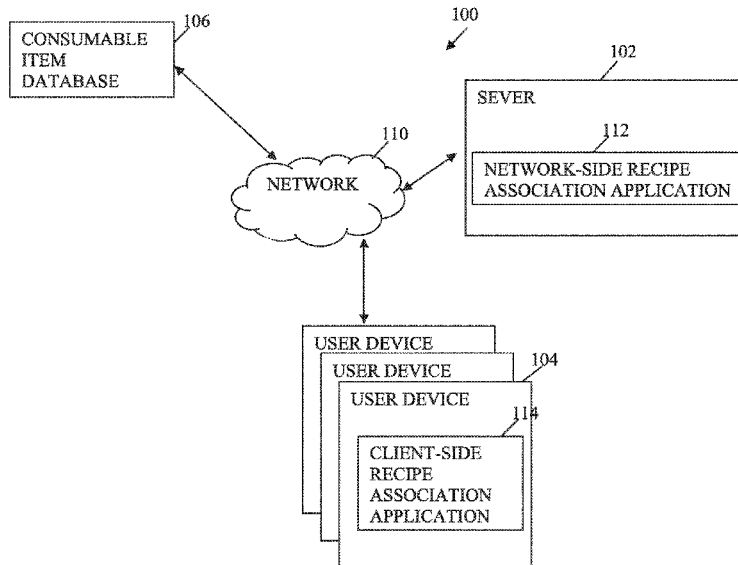 106
CONSUMABLE
ITEM
DATABASE
100
102
SEVER
112
NETWORK-SIDE RECIPE
ASSOCIATION APPLICATION
110
NETWORK
USER DEVICE
USER DEVICE
104
USER DEVICE
114
CLIENT-SIDE
RECIPE
ASSOCIATION
APPLICATION